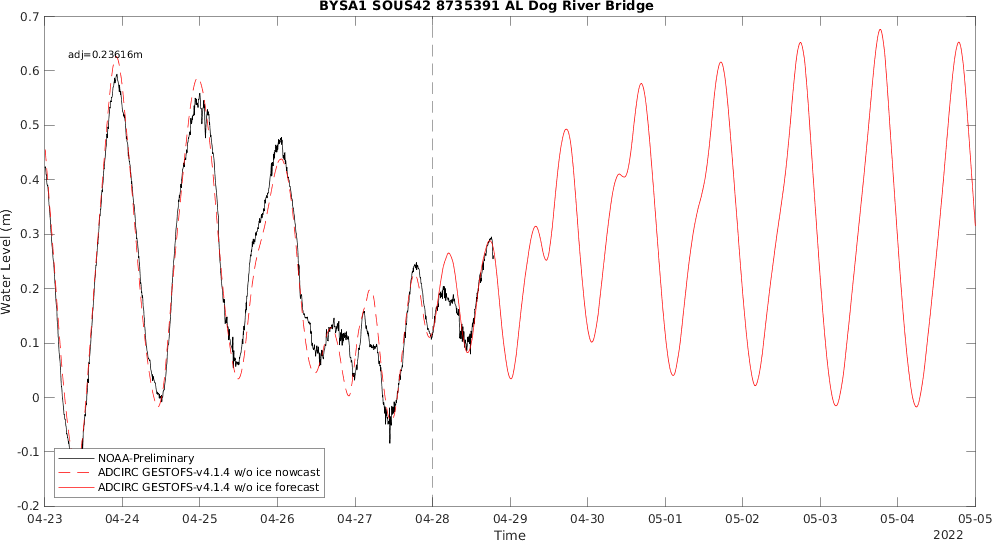 BYSA1 SOUS42 8735391 AL Dog River Bridge
adj=0.23616m
Water Level (m)
0.7
0.6
0.5
0.4
0.3
0.2
0.1
0
-0.1
-0.2
NOAA-Preliminary
ADCIRC GESTOFS-v4.1.4 w/o ice nowcast
ADCIRC GESTOFS-v4.1.4 w/o ice forecast
04-23 04-24 04-25 04-26 04-27 04-28 04-29 04-30 05-01 05-02 05-03 05-04 05-05
Time
2022